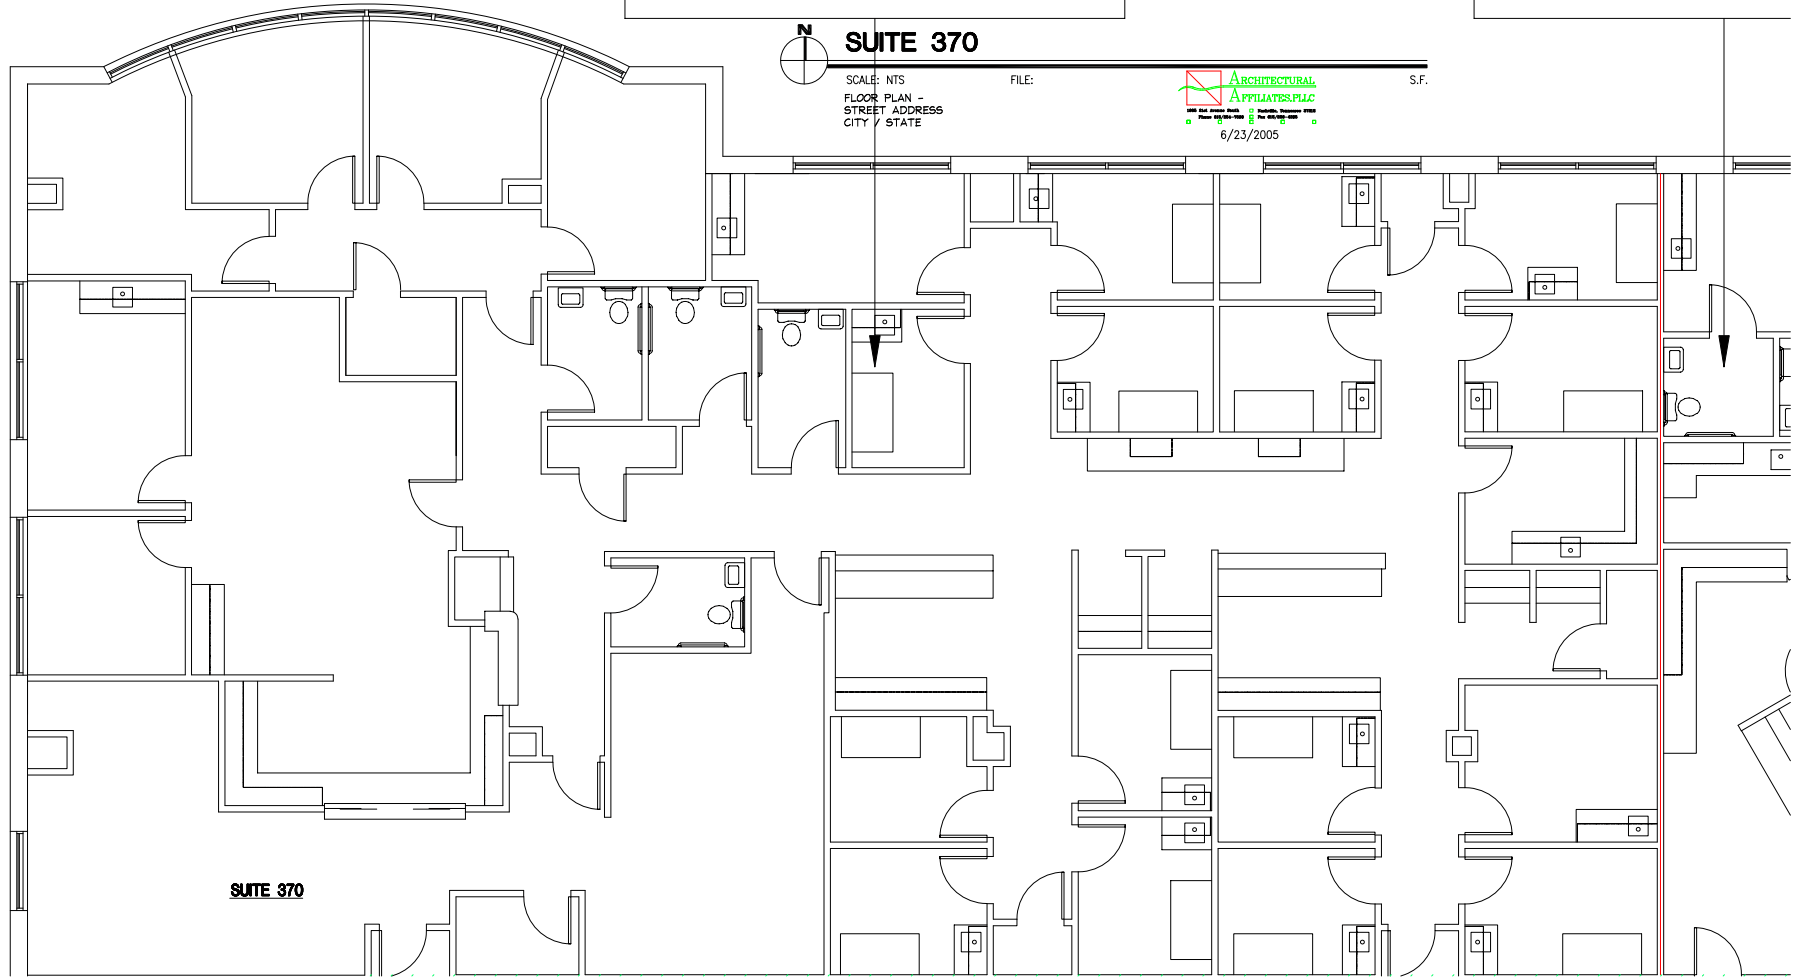 N
SUITE 370
SCALE: NTS
FILE:
S.F.
FLOOR PLAN -
STREET ADDRESS
CITY / STATE
ARCHITECTURAL
AFFILIATES.PLLC
6/23/2005
SUITE 370